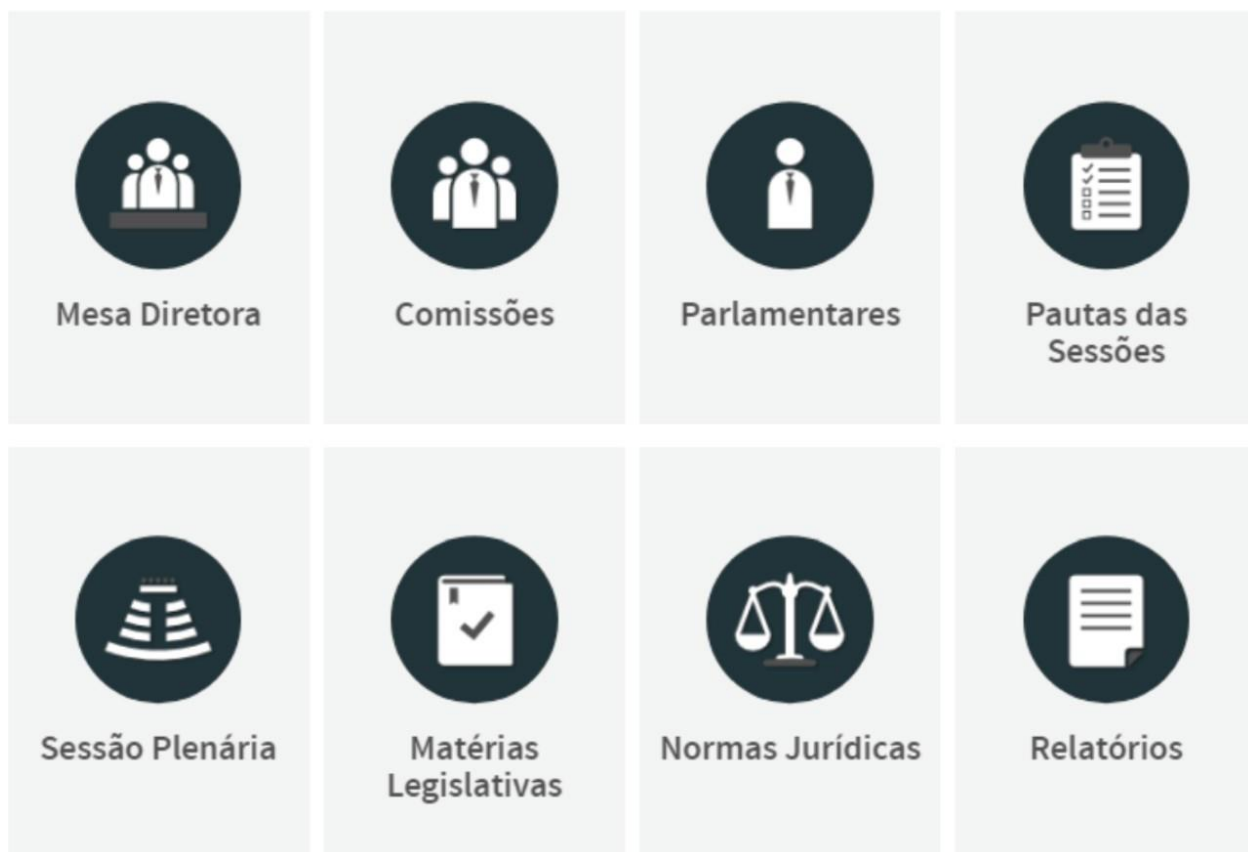 Mesa Diretora
Comissões
Parlamentares
Pautas das
Sessões
Sessão Plenária
Matérias
Legislativas
Normas Jurídicas
Relatórios